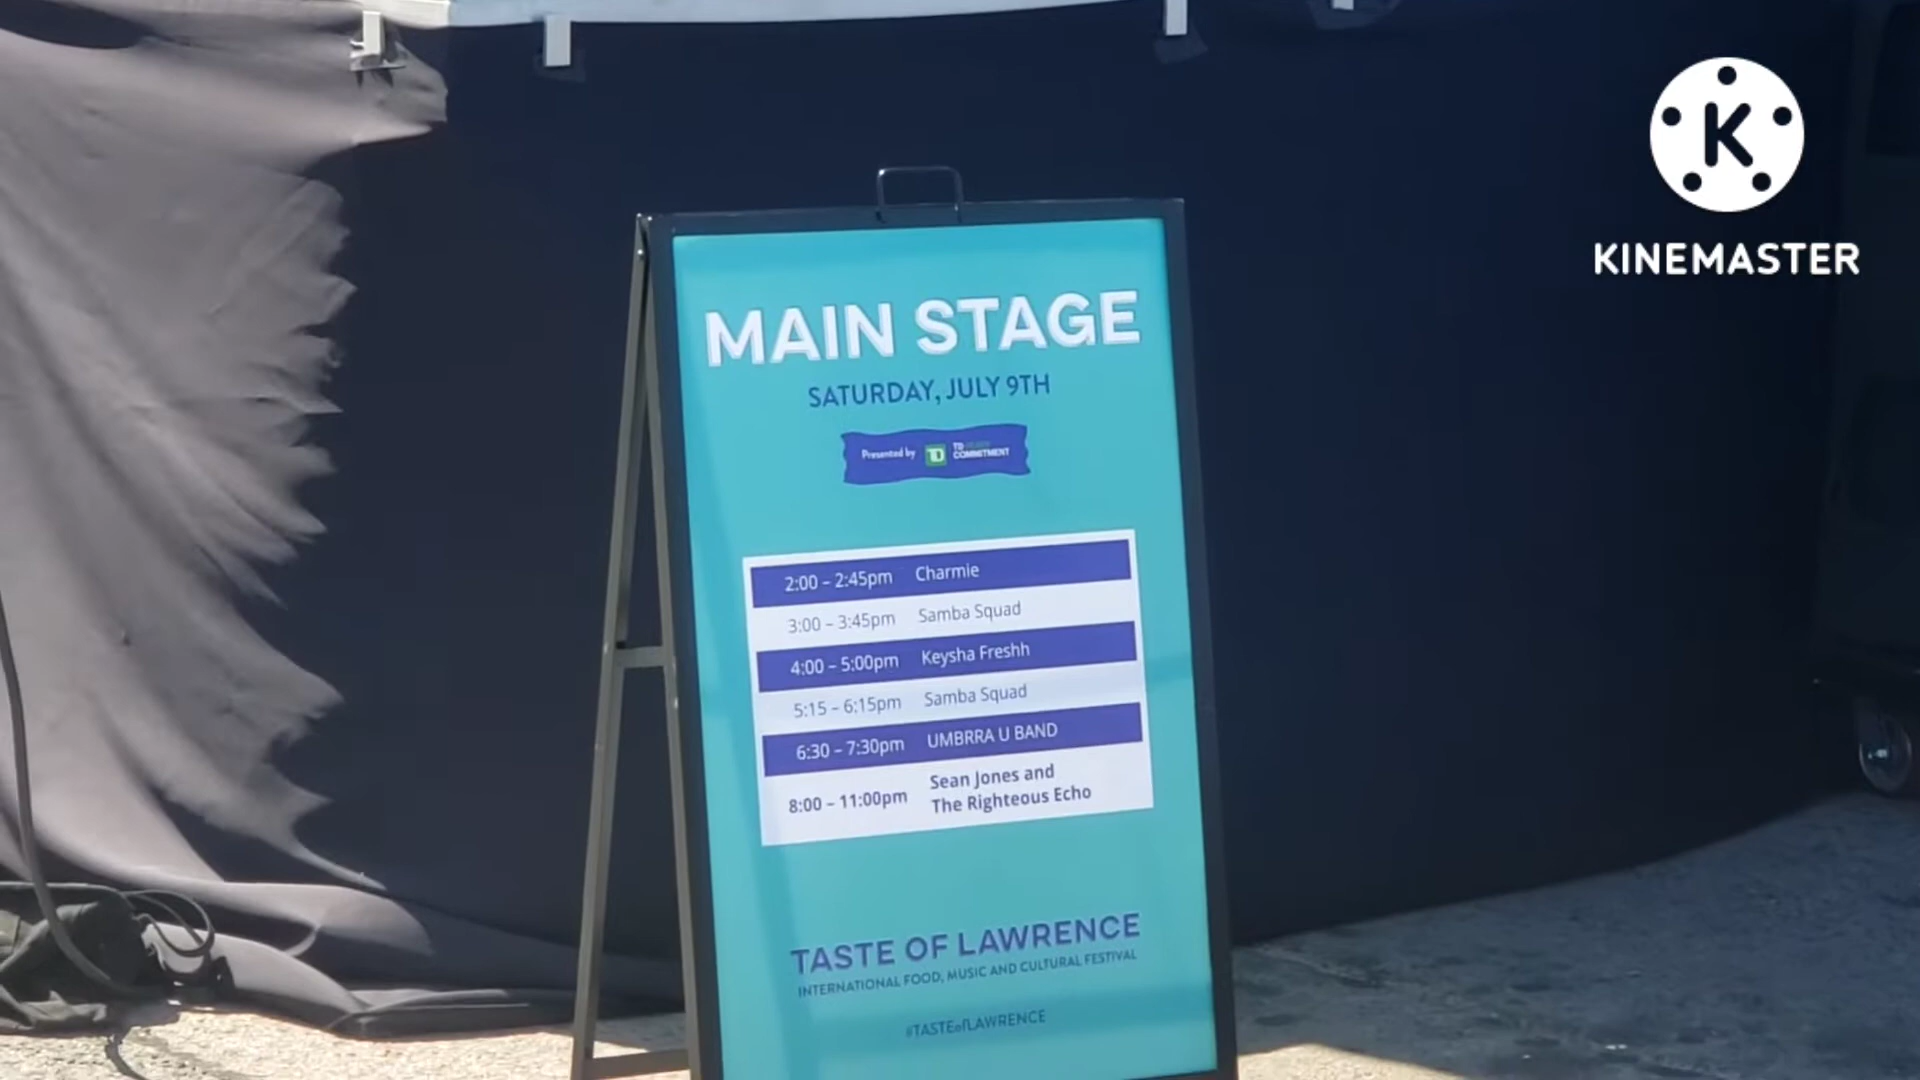 K
KINEMASTER
MAIN STAGE
SATURDAY, JULY 9TH
Presented by TD TD
COMMITMENT
2:00 – 2:45pm Charmie
3:00 – 3:45pm Samba Squad
4:00 – 5:00pm Keysha Freshh
5:15 – 6:15pm Samba Squad
6:30 – 7:30pm UMBRRA U BAND
8:00 – 11:00pm Sean Jones and
The Righteous Echo
TASTE OF LAWRENCE
INTERNATIONAL FOOD, MUSIC AND CULTURAL FESTIVAL
#TASTEofLAWRENCE